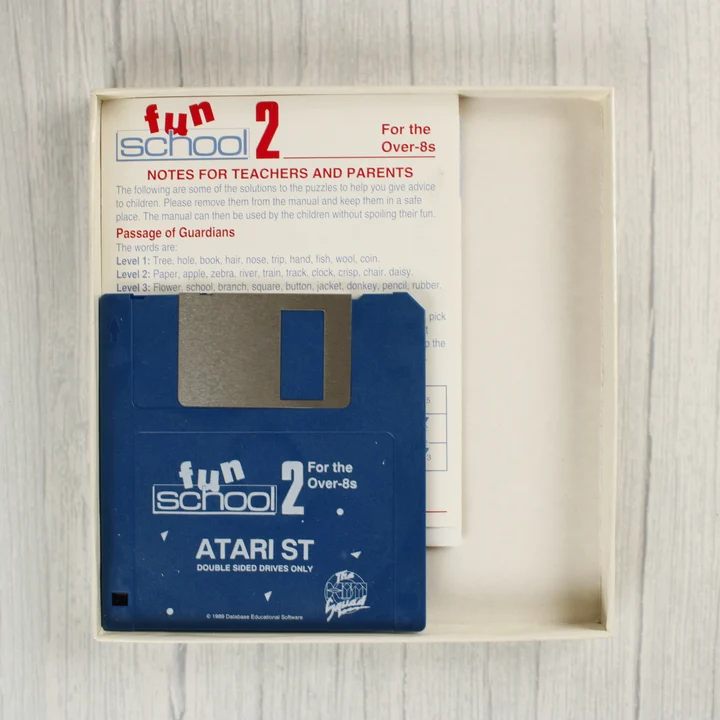 fun
school 2
For the
Over-8s
NOTES FOR TEACHERS AND PARENTS
The following are some of the solutions to the puzzles to help you give advice
to children. Please remove them from the manual and keep them in a safe
place. The manual can then be used by the children without spoiling their fun.
Passage of Guardians
The words are:
Level 1: Tree, hole, book, hair, nose, trip, hand, fish, wool, coin.
Level 2: Paper, apple, zebra, river, train, track, clock, crisp, chair, daisy.
Level 3: Flower, school, branch, square, button, jacket, donkey, pencil, rubber.
pick
the
fun
school 2
For the
Over-8s
ATARI ST
DOUBLE SIDED DRIVES ONLY
The
KDM
Squad
© 1989 Database Educational Software